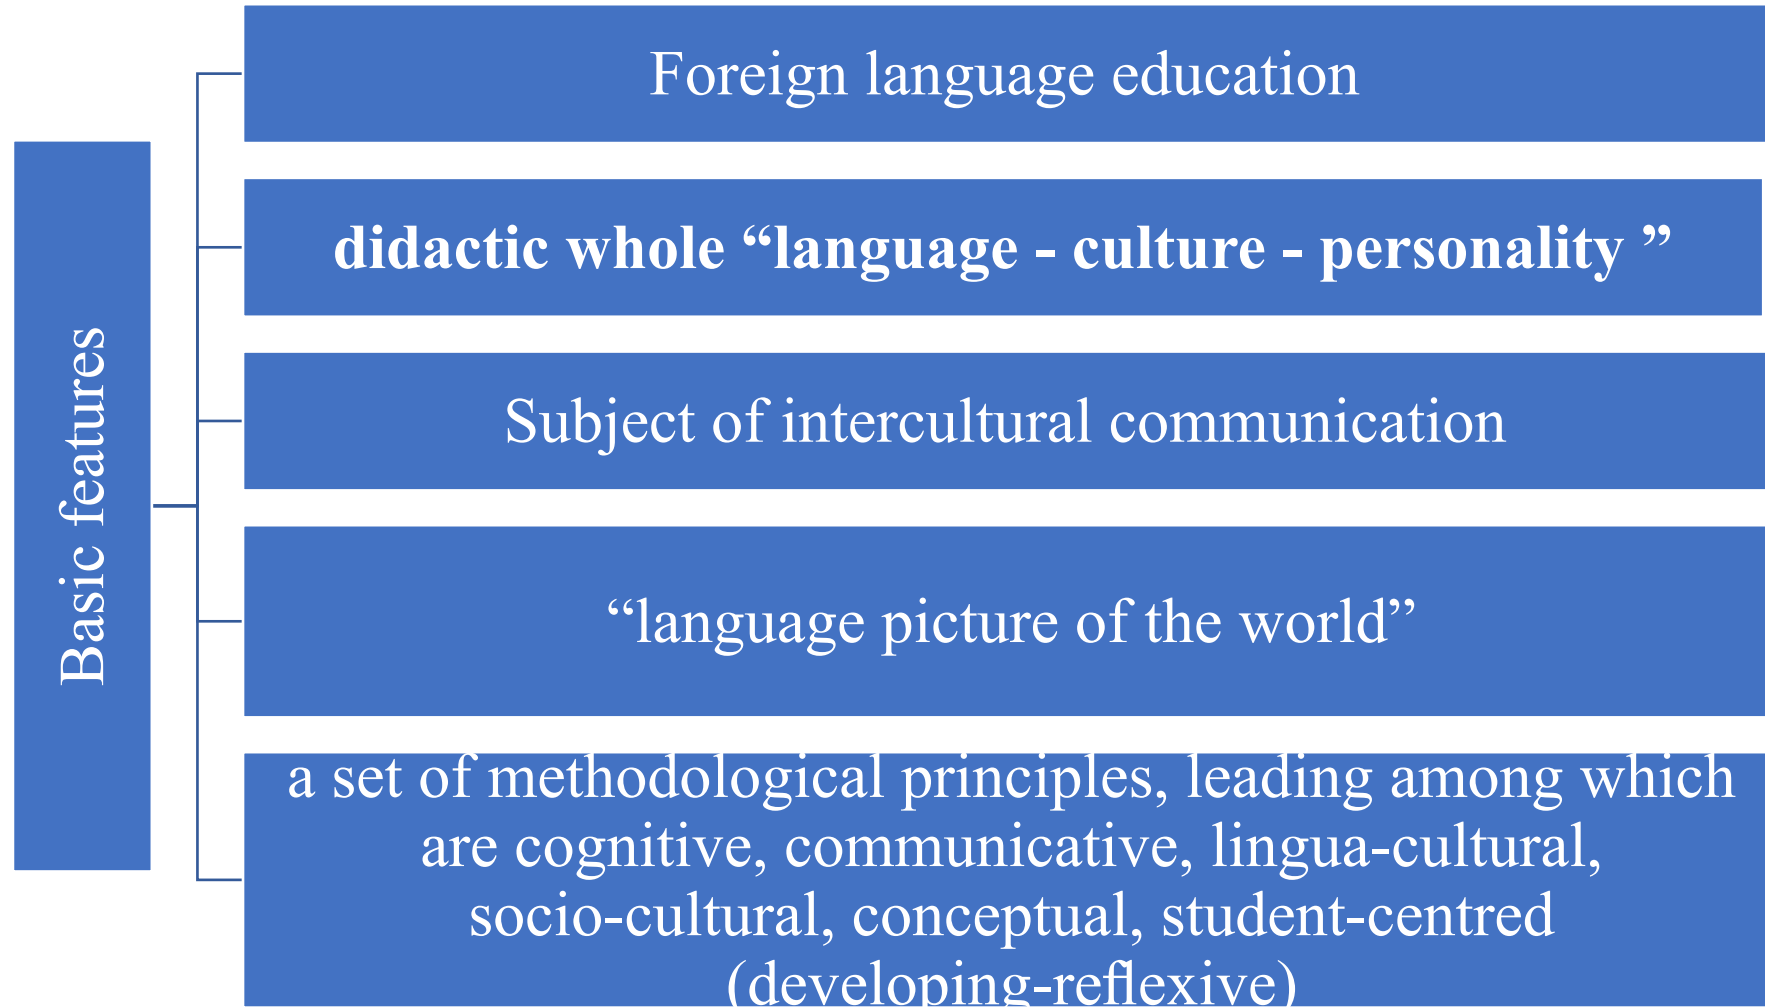 Basic features
Foreign language education
didactic whole “language - culture - personality ”
Subject of intercultural communication
“language picture of the world”
a set of methodological principles, leading among which
are cognitive, communicative, lingua-cultural,
socio-cultural, conceptual, student-centred
(developing-reflexive)